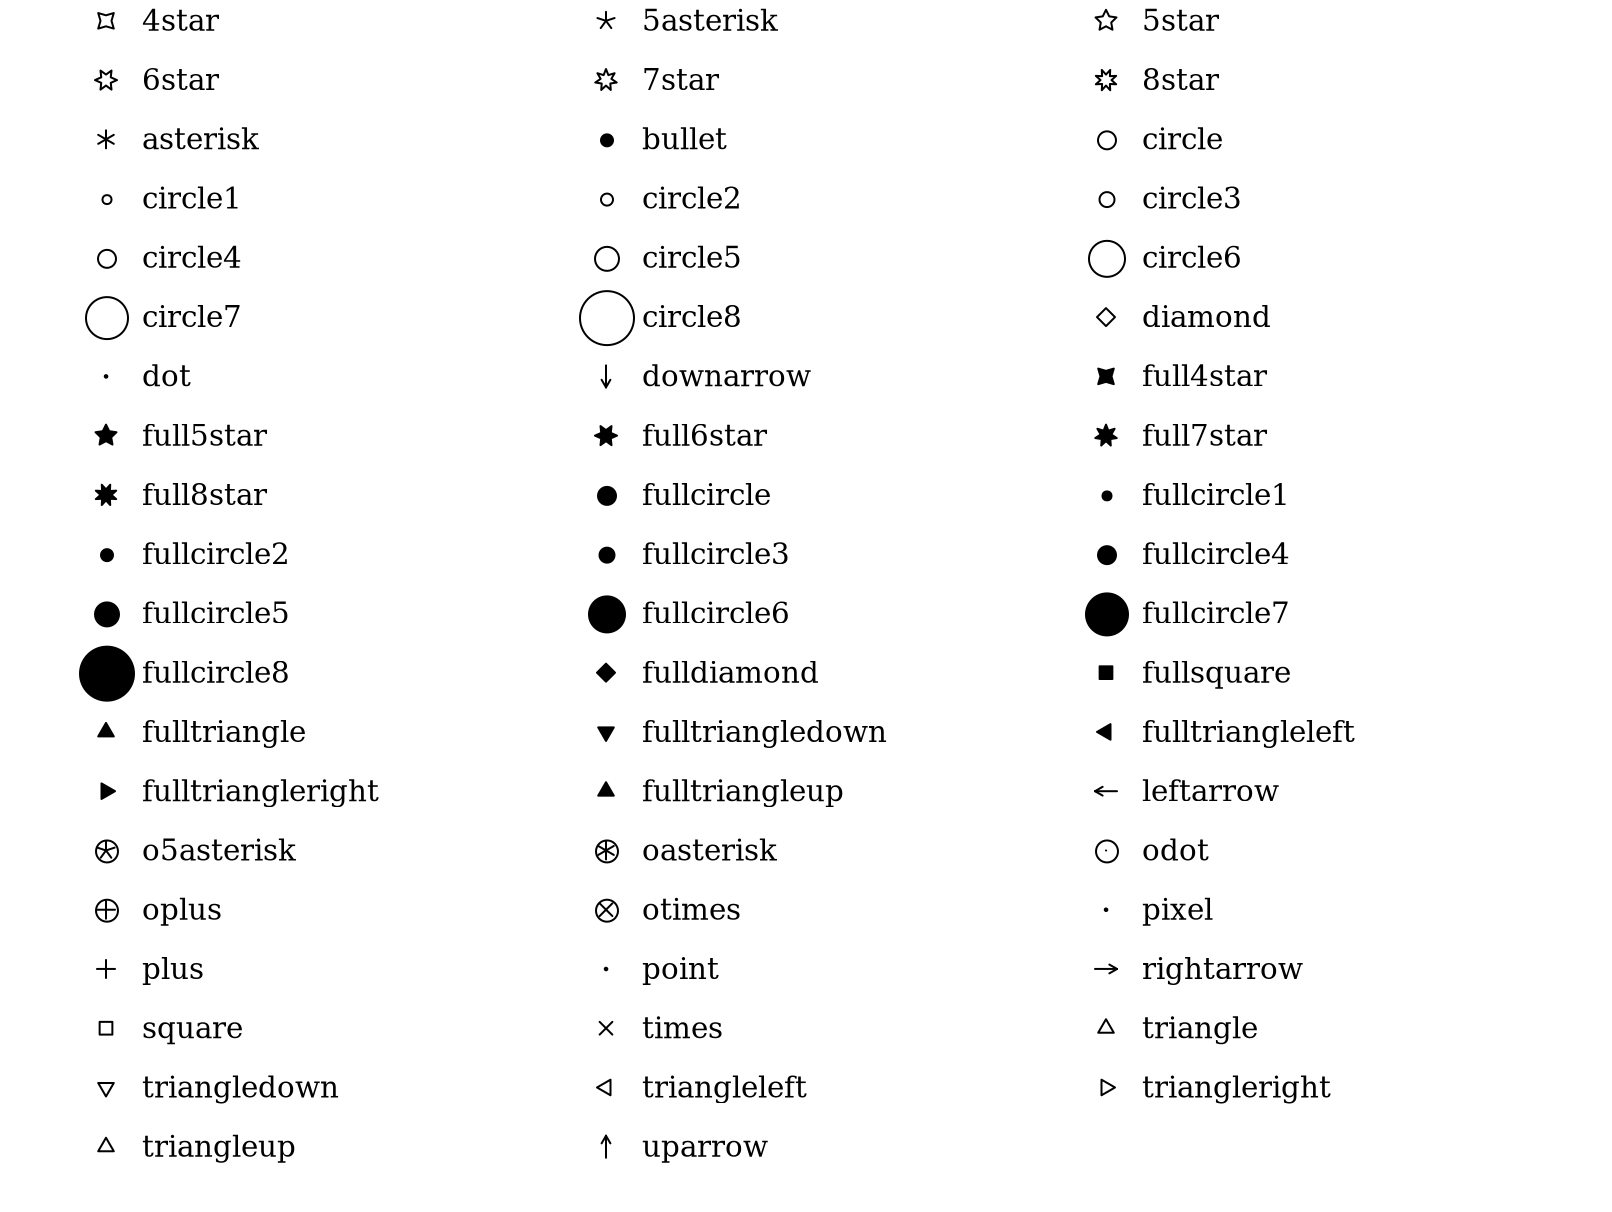 4star 5asterisk 5star
6star 7star 8star
asterisk bullet circle
circle1 circle2 circle3
circle4 circle5 circle6
circle7 circle8 diamond
dot downarrow full4star
full5star full6star full7star
full8star fullcircle fullcircle1
fullcircle2 fullcircle3 fullcircle4
fullcircle5 fullcircle6 fullcircle7
fullcircle8 fulldiamond fullsquare
fulltriangle fulltriangledown fulltriangleleft
fulltriangleright fulltriangleup leftarrow
o5asterisk oasterisk odot
oplus otimes pixel
plus point rightarrow
square times triangle
triangledown triangleleft triangleright
triangleup uparrow